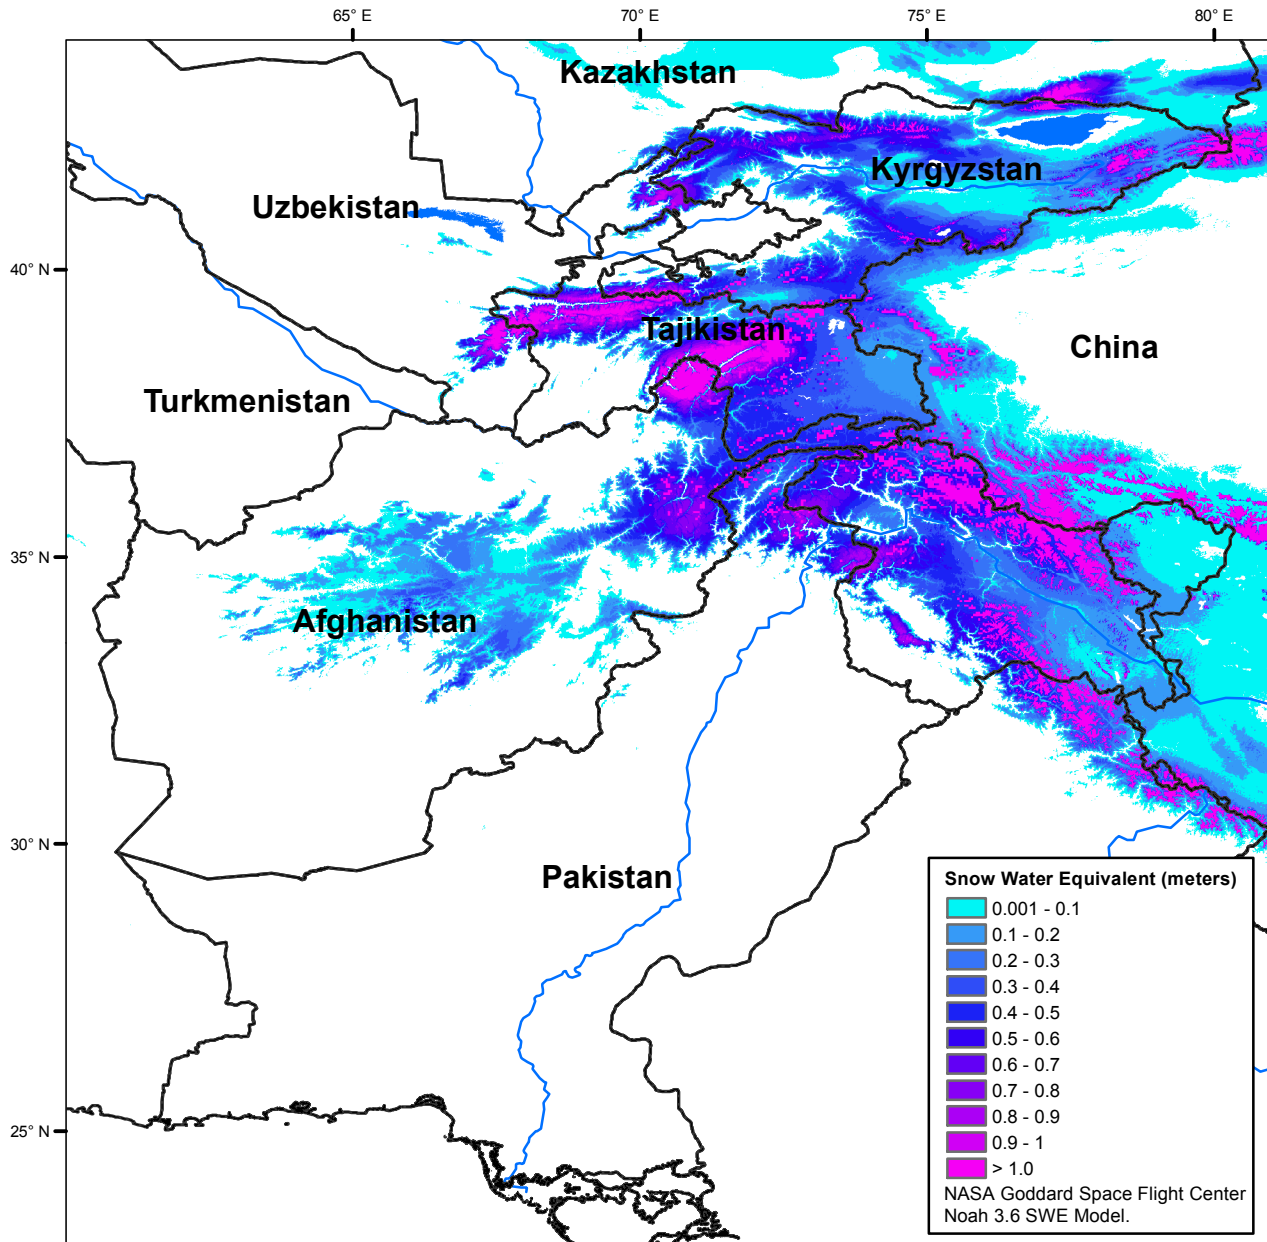 65° E
70° E
75° E
80° E
Kazakhstan
Kyrgyzstan
Uzbekistan
40° N
Tajikistan
China
Turkmenistan
35° N
Afghanistan
30° N
Pakistan
25° N
Snow Water Equivalent (meters)
0.001 - 0.1
0.1 - 0.2
0.2 - 0.3
0.3 - 0.4
0.4 - 0.5
0.5 - 0.6
0.6 - 0.7
0.7 - 0.8
0.8 - 0.9
0.9 - 1
> 1.0
NASA Goddard Space Flight Center
Noah 3.6 SWE Model.